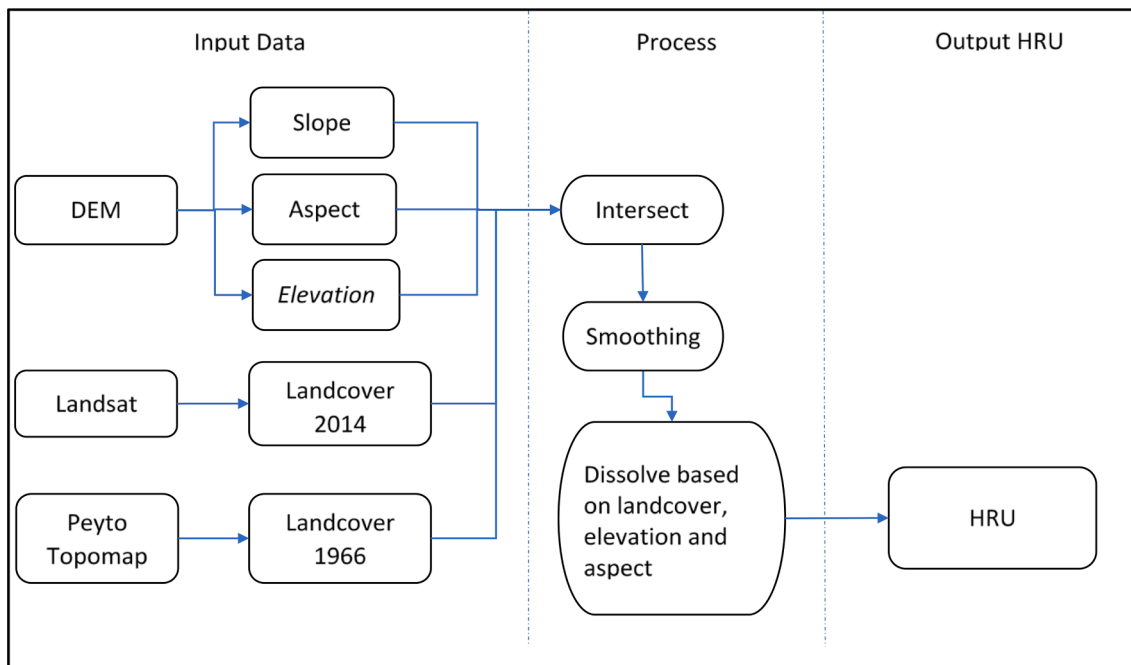 Input Data
Process
Output HRU
Slope
DEM
Aspect
Intersect
Elevation
Smoothing
Landsat
Landcover
2014
Dissolve based
on landcover,
elevation and
aspect
HRU
Peyto
Topomap
Landcover
1966